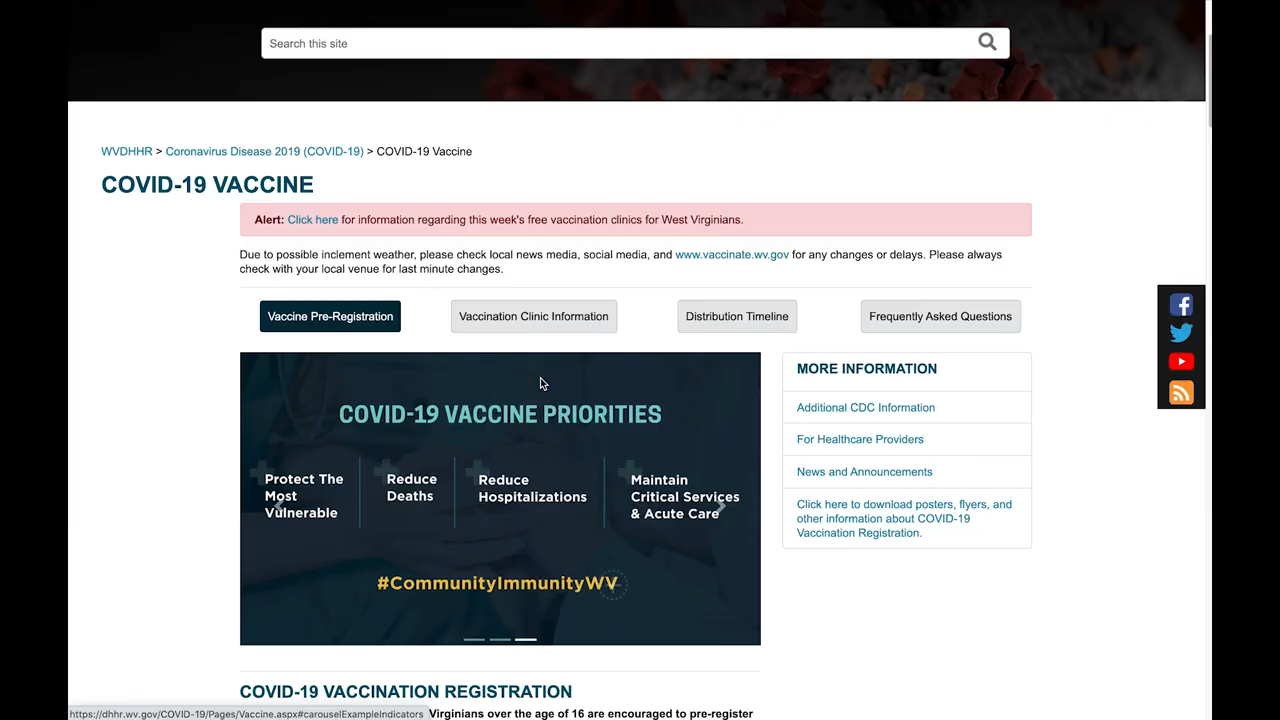 Search this site
WVDHHR > Coronavirus Disease 2019 (COVID-19) > COVID-19 Vaccine
COVID-19 VACCINE
Alert: Click here for information regarding this week's free vaccination clinics for West Virginians.
Due to possible inclement weather, please check local news media, social media, and www.vaccinate.wv.gov for any changes or delays. Please always
check with your local venue for last minute changes.
Vaccine Pre-Registration
Vaccination Clinic Information
Distribution Timeline
Frequently Asked Questions
COVID-19 VACCINE PRIORITIES
Protect The
Most
Vulnerable
Reduce
Deaths
Reduce
Hospitalizations
Maintain
Critical Services
& Acute Care
#CommunityImmunityWV
MORE INFORMATION
Additional CDC Information
For Healthcare Providers
News and Announcements
Click here to download posters, flyers, and
other information about COVID-19
Vaccination Registration.
COVID-19 VACCINATION REGISTRATION
Virginians over the age of 16 are encouraged to pre-register
https://dhhr.wv.gov/COVID-19/Pages/Vaccine.aspx#carouselExampleIndicators